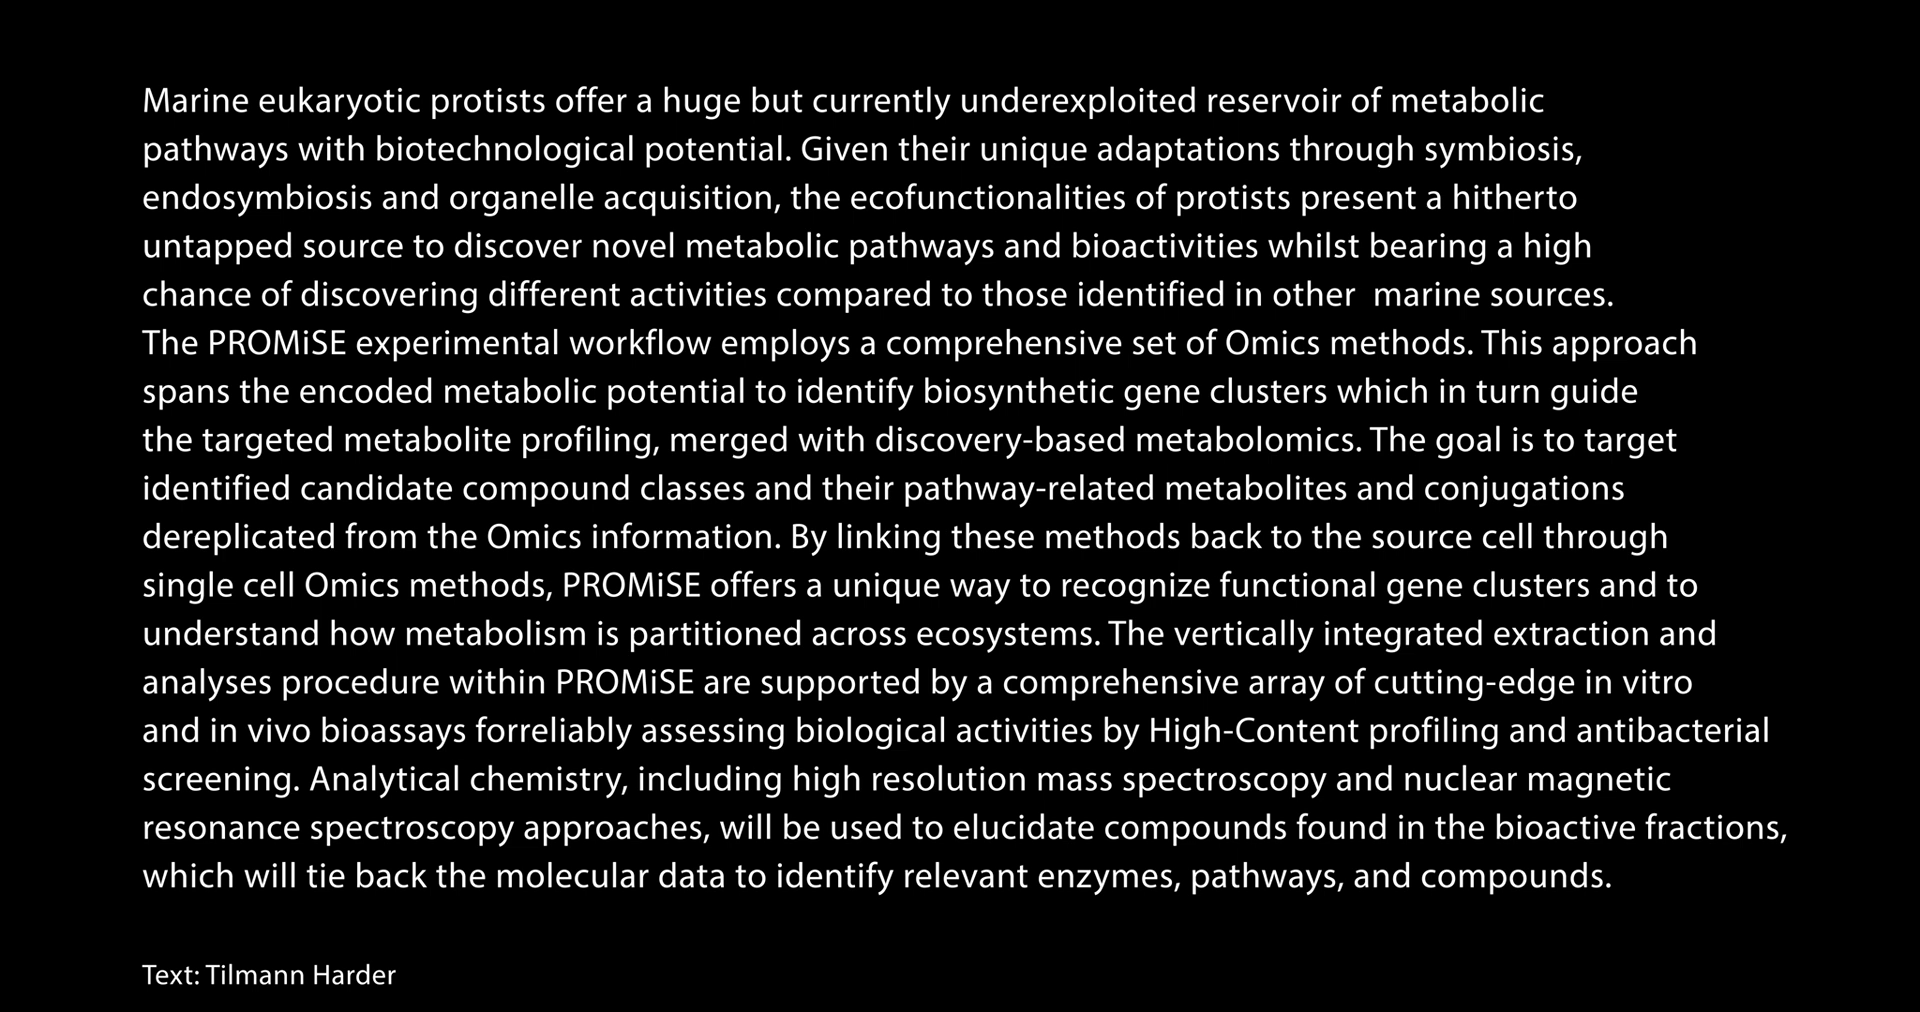 Marine eukaryotic protists offer a huge but currently underexploited reservoir of metabolic
pathways with biotechnological potential. Given their unique adaptations through symbiosis,
endosymbiosis and organelle acquisition, the ecofunctionalities of protists present a hitherto
untapped source to discover novel metabolic pathways and bioactivities whilst bearing a high
chance of discovering different activities compared to those identified in other  marine sources.
The PROMiSE experimental workflow employs a comprehensive set of Omics methods. This approach
spans the encoded metabolic potential to identify biosynthetic gene clusters which in turn guide
the targeted metabolite profiling, merged with discovery-based metabolomics. The goal is to target
identified candidate compound classes and their pathway-related metabolites and conjugations
dereplicated from the Omics information. By linking these methods back to the source cell through
single cell Omics methods, PROMiSE offers a unique way to recognize functional gene clusters and to
understand how metabolism is partitioned across ecosystems. The vertically integrated extraction and
analyses procedure within PROMiSE are supported by a comprehensive array of cutting-edge in vitro
and in vivo bioassays forreliably assessing biological activities by High-Content profiling and antibacterial
screening. Analytical chemistry, including high resolution mass spectroscopy and nuclear magnetic
resonance spectroscopy approaches, will be used to elucidate compounds found in the bioactive fractions,
which will tie back the molecular data to identify relevant enzymes, pathways, and compounds.
Text: Tilmann Harder